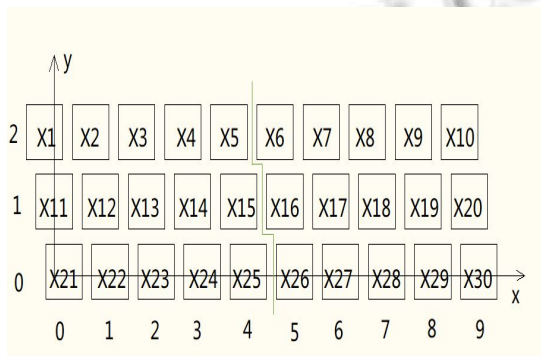 y
2 X1 X2 X3 X4 X5 X6 X7 X8 X9 X10
1 X11 X12 X13 X14 X15 X16 X17 X18 X19 X20
0 X21 X22 X23 X24 X25 X26 X27 X28 X29 X30
x
0 1 2 3 4 5 6 7 8 9